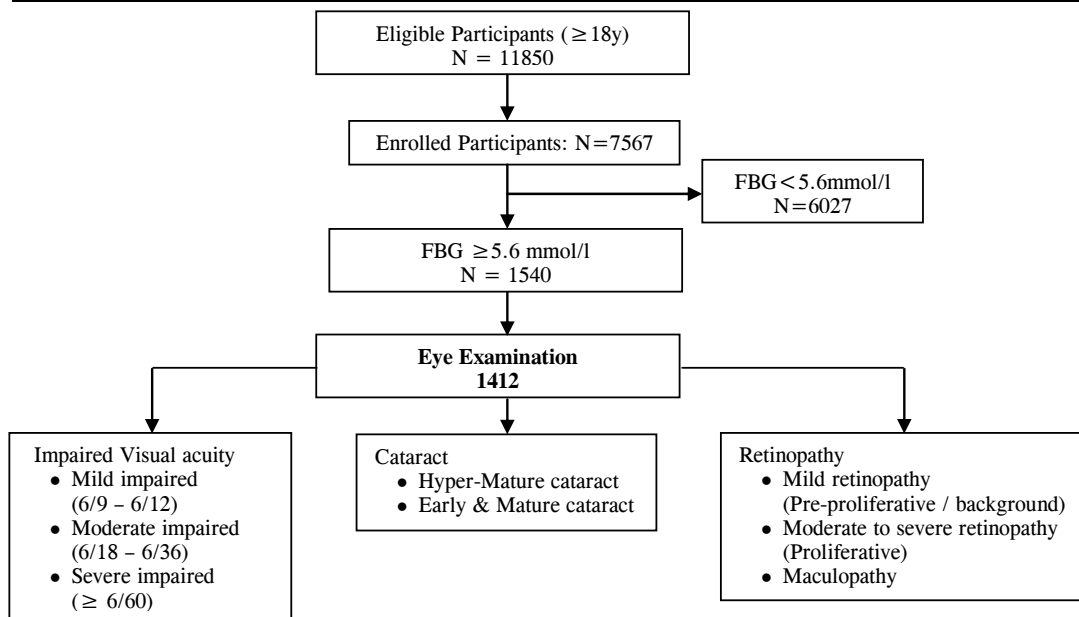 Eligible Participants (≥18y)
N = 11850
Enrolled Participants: N=7567
FBG<5.6mmol/l
N=6027
FBG ≥5.6 mmol/l
N = 1540
Eye Examination
1412
Impaired Visual acuity
• Mild impaired
(6/9 – 6/12)
• Moderate impaired
(6/18 – 6/36)
• Severe impaired
(≥ 6/60)
Cataract
• Hyper-Mature cataract
• Early & Mature cataract
Retinopathy
• Mild retinopathy
(Pre-proliferative / background)
• Moderate to severe retinopathy
(Proliferative)
• Maculopathy